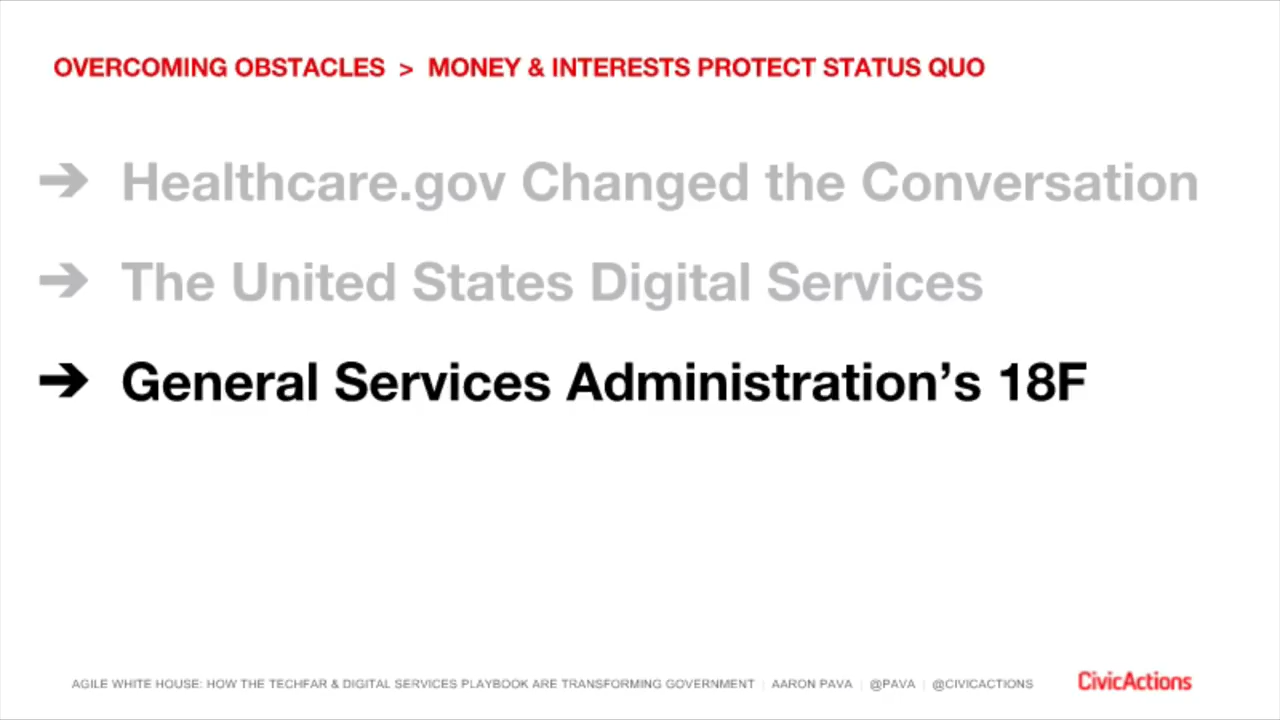 OVERCOMING OBSTACLES > MONEY & INTERESTS PROTECT STATUS QUO
➔ Healthcare.gov Changed the Conversation
➔ The United States Digital Services
➔ General Services Administration’s 18F
AGILE WHITE HOUSE: HOW THE TECHFAR & DIGITAL SERVICES PLAYBOOK ARE TRANSFORMING GOVERNMENT | AARON PAVA | @PAVA | @CIVICACTIONS CivicActions